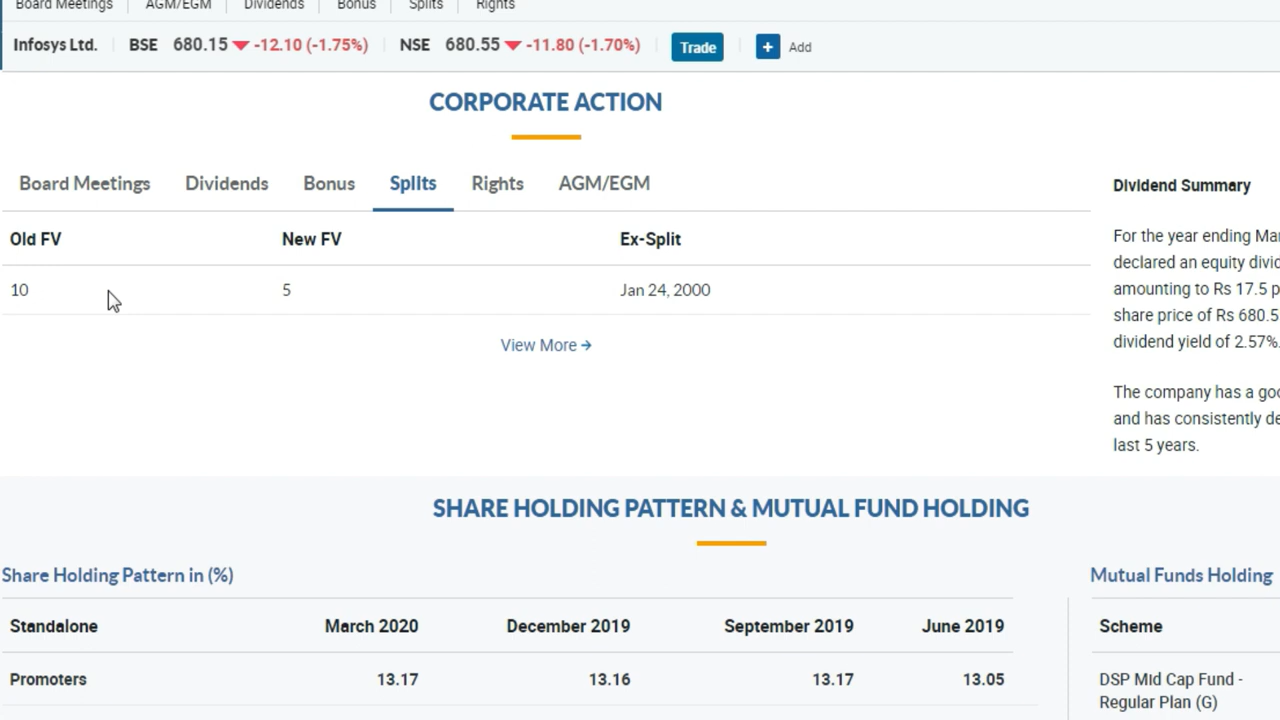 Board Meetings AGM/EGM Dividends Bonus Splits Rights
Infosys Ltd. BSE 680.15 -12.10 (-1.75%) NSE 680.55 -11.80 (-1.70%) Trade + Add
CORPORATE ACTION
Board Meetings Dividends Bonus Splits Rights AGM/EGM
Old FV New FV Ex-Split
10 5 Jan 24, 2000
View More →
Dividend Summary
For the year ending Mar
declared an equity divid
amounting to Rs 17.5 p
share price of Rs 680.5
dividend yield of 2.57%.
The company has a goo
and has consistently de
last 5 years.
SHARE HOLDING PATTERN & MUTUAL FUND HOLDING
Share Holding Pattern in (%)
Standalone March 2020 December 2019 September 2019 June 2019
Promoters 13.17 13.16 13.17 13.05
Mutual Funds Holding
Scheme
DSP Mid Cap Fund -
Regular Plan (G)